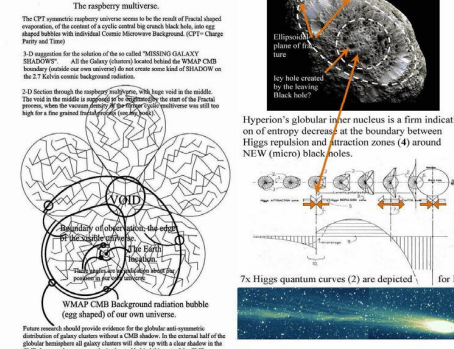 The raspberry multiverse.
The CPT symmetric raspberry universe seems to be the result of Fractal shaped
evaporation, of the content of a cyclic central big crunch black hole, into egg
shaped bubbles with individual Cosmic Microwave Background. (CPT= Charge
Parity and Time)
3-D suggestion for the solution of the so called "MISSING GALAXY
SHADOWS". All the Galaxy (clusters) located behind the WMAP CMB
boundary (outside our own universe) do not create some kind of SHADOW on
the 2.7 Kelvin cosmic background radiation.
2-D Section through the raspberry multiverse, with huge void in the middle.
The void in the middle is supposed to be originated by the start of the Fractal
process, when the vacuum density of the former cyclic multiverse was still too
high for a fine grained fractal process (see my book).
VOID
Boundary of observation, the edge
of the visible universe.
The Earth
location.
position in our own universe
WMAP CMB Background radiation bubble
(egg shaped) of our own universe.
Future research should provide evidence for the globular anti-symmetric
distribution of galaxy clusters without a CMB shadow. In the external half of the
globular hemisphere all galaxy clusters will show up with a clear shadow in the
Ellipsoidal
plane of frac
ture
Icy hole created
by the leaving
Black hole?
Hyperion's globular inner nucleus is a firm indicat
on of entropy decrease at the boundary between
Higgs repulsion and attraction zones (4) around
NEW (micro) black holes.
7x Higgs quantum curves (2) are depicted for